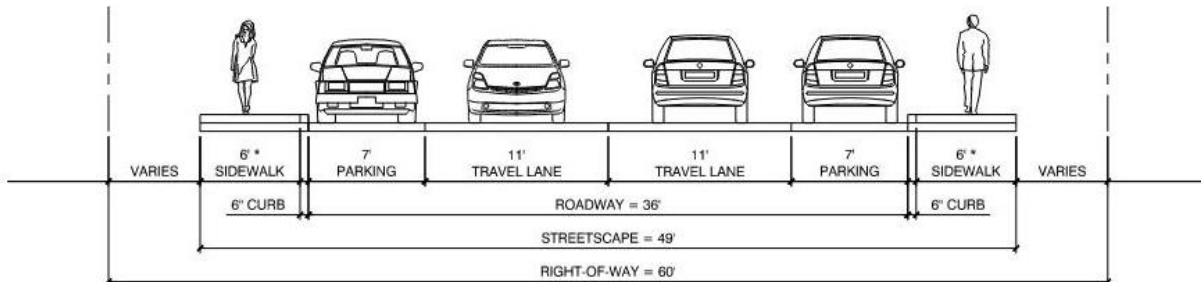 6' * 7' 11' 11' 7' 6' *
VARIES SIDEWALK PARKING TRAVEL LANE TRAVEL LANE PARKING SIDEWALK VARIES
6" CURB ROADWAY = 36' 6" CURB
STREETSCAPE = 49'
RIGHT-OF-WAY = 60'